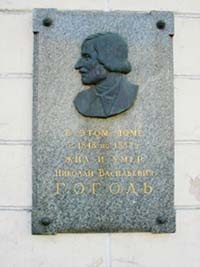 В ЭТОМ ДОМЕ
с 1848 по 1852 г.
ЖИЛ И УМЕР
НИКОЛАЙ ВАСИЛЬЕВИЧ
ГОГОЛЬ